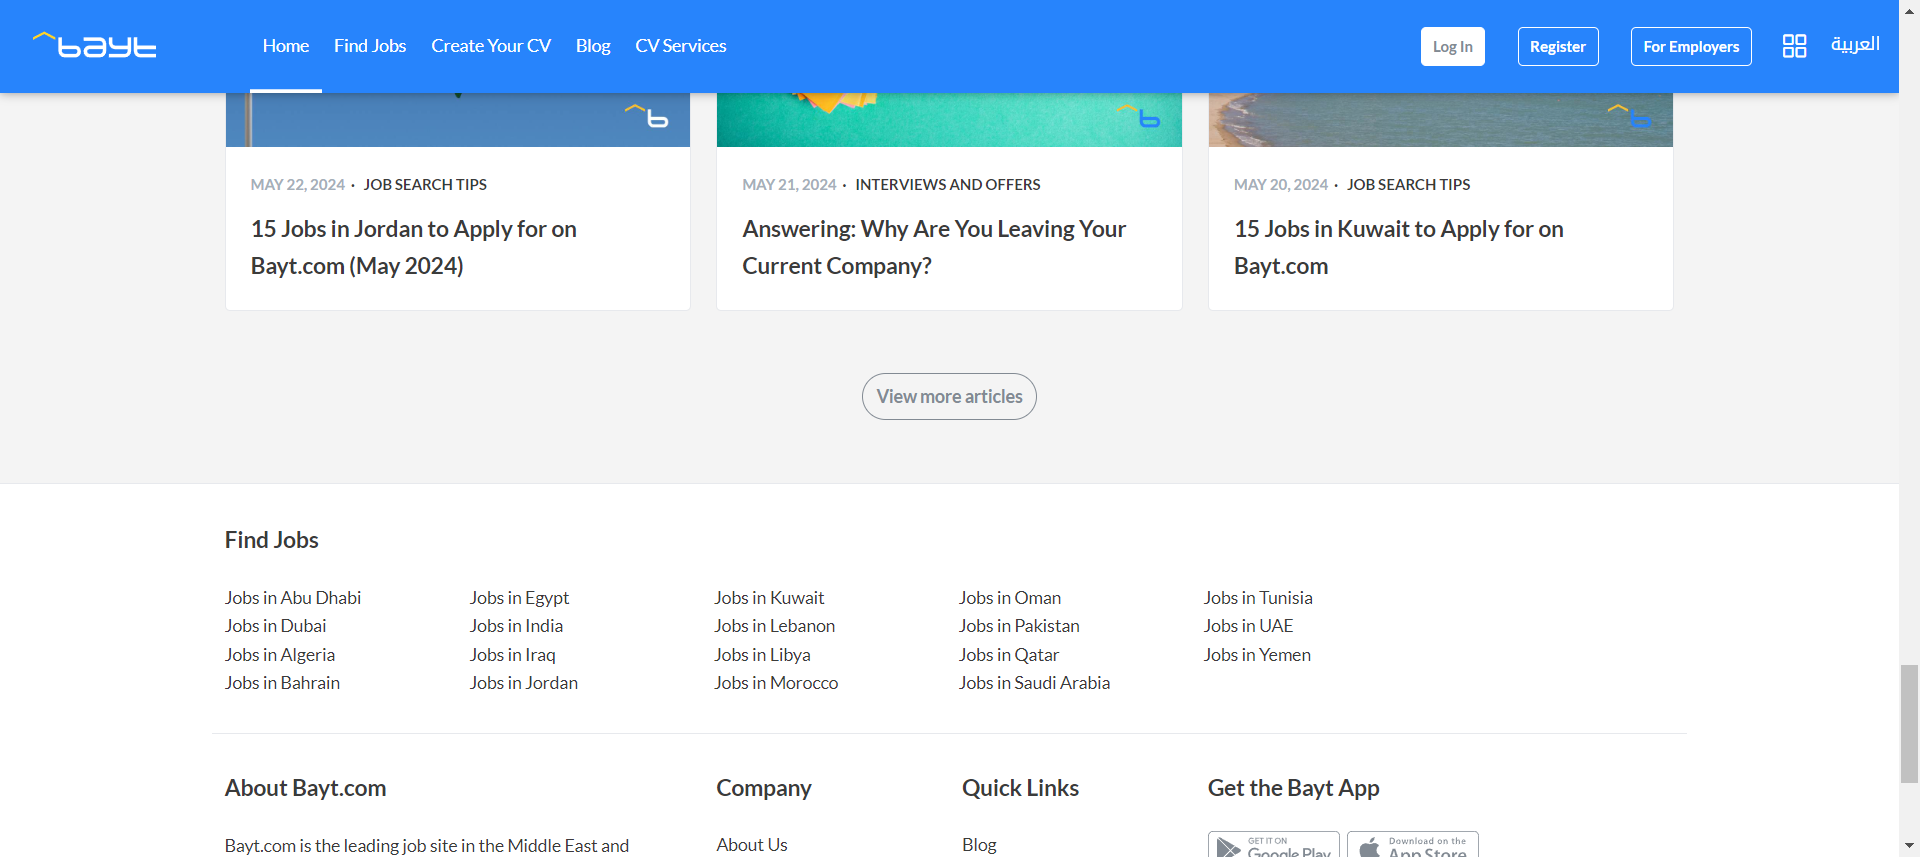 bayt
Home Find Jobs Create Your CV Blog CV Services Log In Register For Employers العربية
b b b
MAY 22, 2024 · JOB SEARCH TIPS
15 Jobs in Jordan to Apply for on
Bayt.com (May 2024)
MAY 21, 2024 · INTERVIEWS AND OFFERS
Answering: Why Are You Leaving Your
Current Company?
MAY 20, 2024 · JOB SEARCH TIPS
15 Jobs in Kuwait to Apply for on
Bayt.com
View more articles
Find Jobs
Jobs in Abu Dhabi
Jobs in Dubai
Jobs in Algeria
Jobs in Bahrain
Jobs in Egypt
Jobs in India
Jobs in Iraq
Jobs in Jordan
Jobs in Kuwait
Jobs in Lebanon
Jobs in Libya
Jobs in Morocco
Jobs in Oman
Jobs in Pakistan
Jobs in Qatar
Jobs in Saudi Arabia
Jobs in Tunisia
Jobs in UAE
Jobs in Yemen
About Bayt.com
Bayt.com is the leading job site in the Middle East and
Company
About Us
Quick Links
Blog
Get the Bayt App
GET IT ON
Google Play
Download on the
App Store